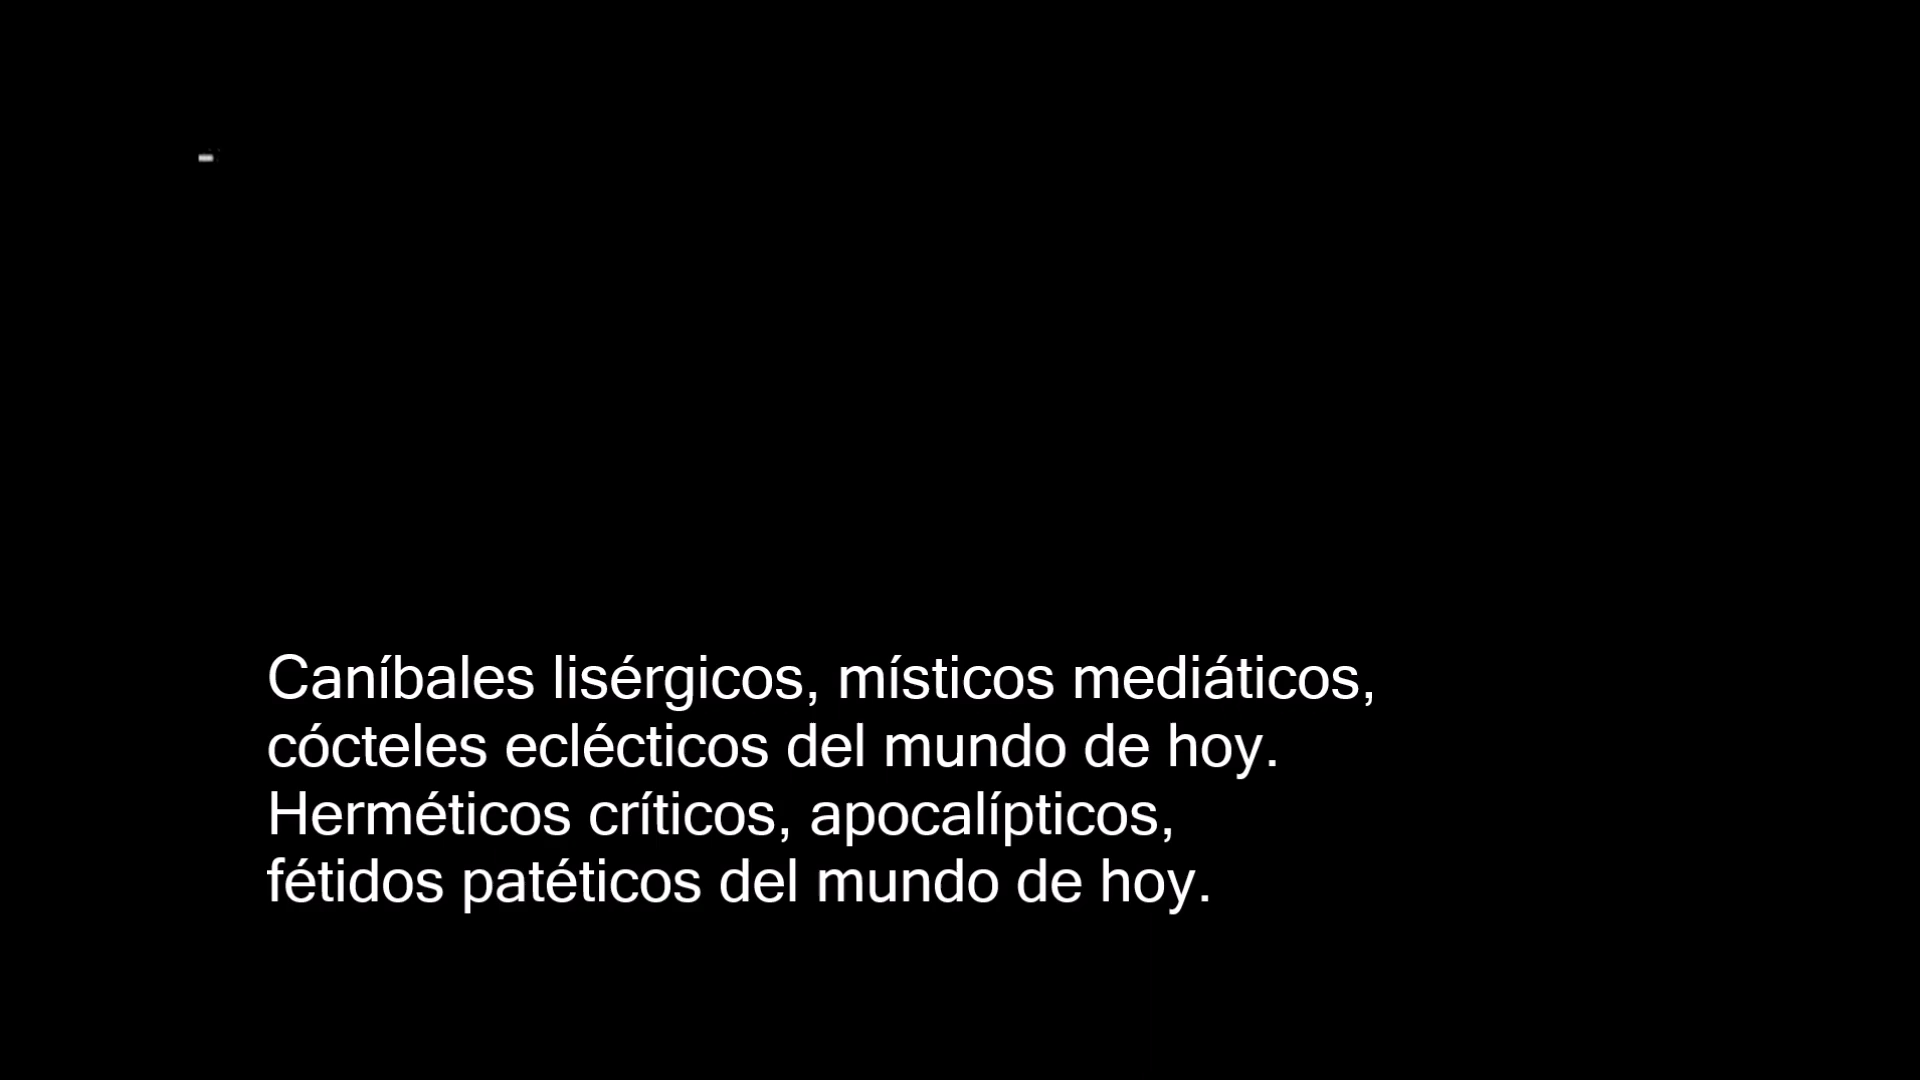 Caníbales lisérgicos, místicos mediáticos,
cócteles eclécticos del mundo de hoy.
Herméticos críticos, apocalípticos,
fétidos patéticos del mundo de hoy.